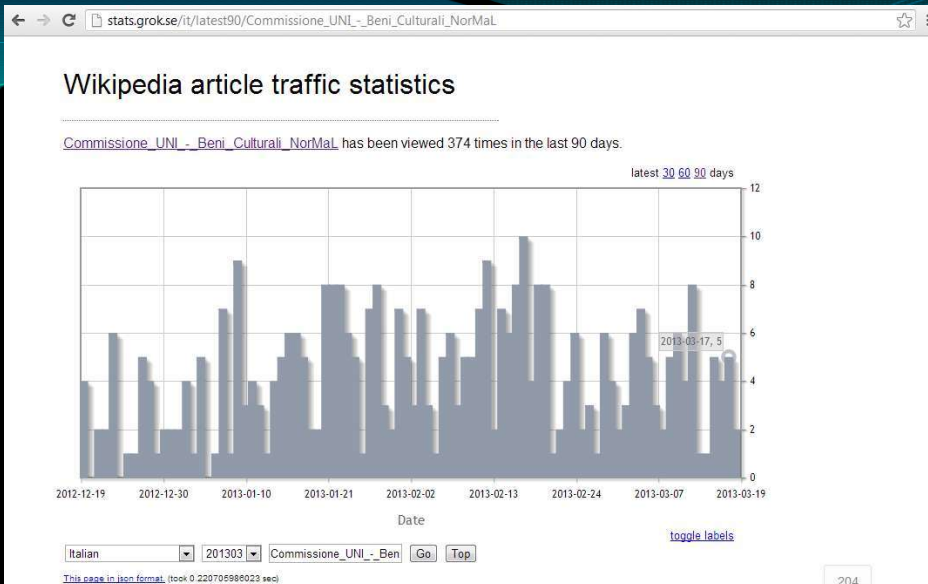 stats.grok.se/it/latest90/Commissione_UNI_-_Beni_Culturali_NorMaL
Wikipedia article traffic statistics
Commissione_UNI_-_Beni_Culturali_NorMaL has been viewed 374 times in the last 90 days.
latest 30 60 90 days
12
10
8
6
2013-03-17, 5
4
2
0
2012-12-19 2012-12-30 2013-01-10 2013-01-21 2013-02-02 2013-02-13 2013-02-24 2013-03-07 2013-03-19
Date
toggle labels
Italian 201303 Commissione_UNI_-_Ben Go Top
This page in json format. (took 0.220705986023 sec)
204